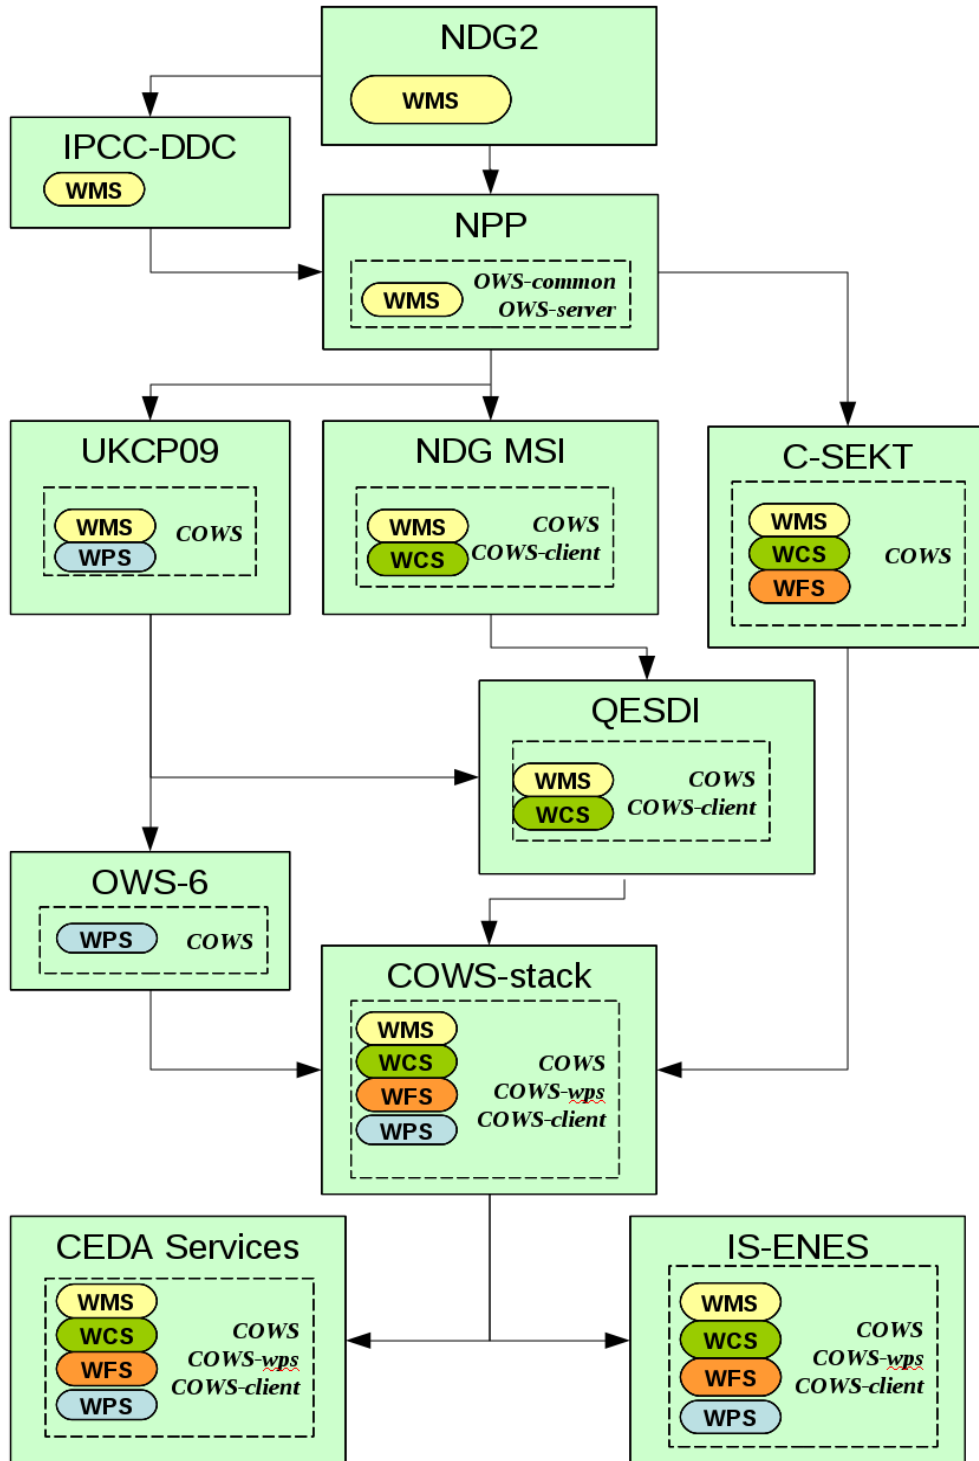 NDG2
WMS
IPCC-DDC
WMS
NPP
WMS
OWS-common
OWS-server
UKCP09
WMS
WPS
COWS
NDG MSI
WMS
WCS
COWS
COWS-client
C-SEKT
WMS
WCS
WFS
COWS
QESDI
WMS
WCS
COWS
COWS-client
OWS-6
WPS
COWS
COWS-stack
WMS
WCS
WFS
WPS
COWS
COWS-wps
COWS-client
CEDA Services
WMS
WCS
WFS
WPS
COWS
COWS-wps
COWS-client
IS-ENES
WMS
WCS
WFS
WPS
COWS
COWS-wps
COWS-client